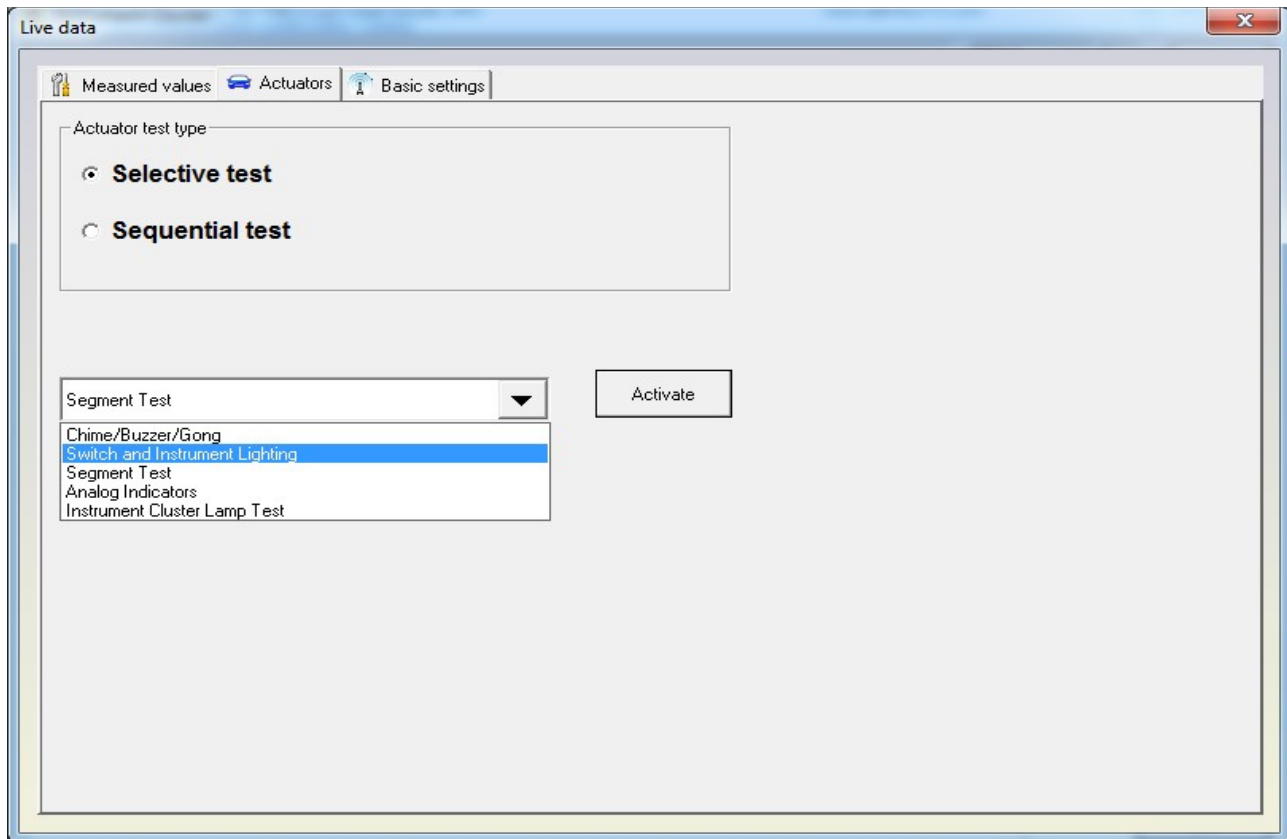 Live data
Measured values Actuators Basic settings
Actuator test type
Selective test
Sequential test
Segment Test
Activate
Chime/Buzzer/Gong
Switch and Instrument Lighting
Segment Test
Analog Indicators
Instrument Cluster Lamp Test